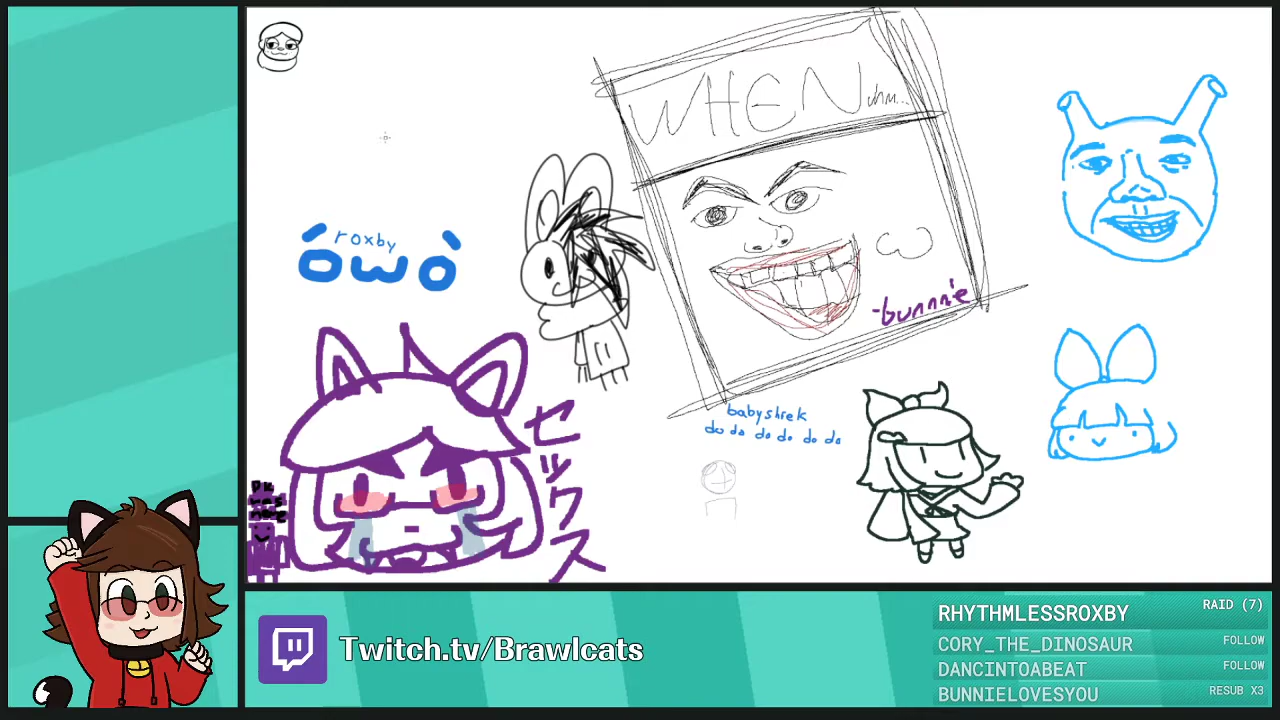 WHEN uhm...
roxby
ówò
-bunnnie
babyshrek
do do do do do do
セックス
Twitch.tv/Brawlcats
RHYTHMLESSROXBY RAID (7)
CORY_THE_DINOSAUR FOLLOW
DANCINTOABEAT FOLLOW
BUNNIELOVESYOU RESUB X3